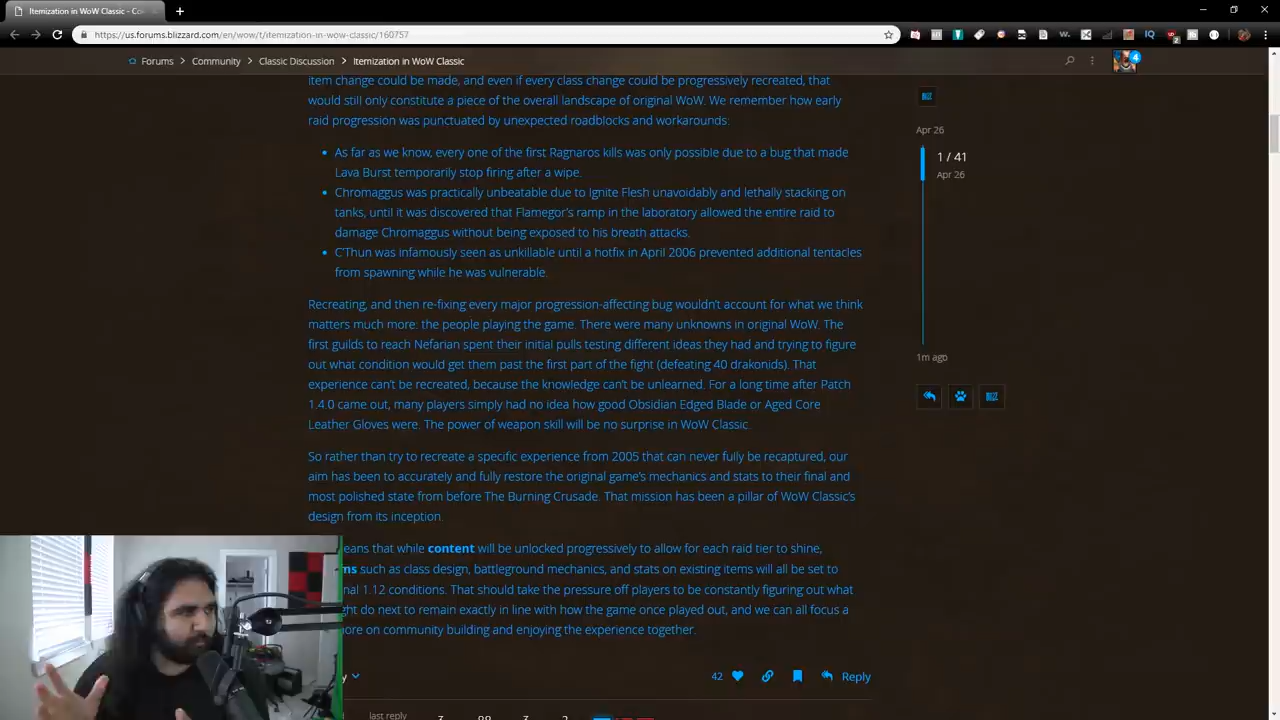 Itemization in WoW Classic - Co
https://us.forums.blizzard.com/en/wow/t/itemization-in-wow-classic/160757
Forums > Community > Classic Discussion > Itemization in WoW Classic
4
item change could be made, and even if every class change could be progressively recreated, that
would still only constitute a piece of the overall landscape of original WoW. We remember how early
raid progression was punctuated by unexpected roadblocks and workarounds:
• As far as we know, every one of the first Ragnaros kills was only possible due to a bug that made
Lava Burst temporarily stop firing after a wipe.
• Chromaggus was practically unbeatable due to Ignite Flesh unavoidably and lethally stacking on
tanks, until it was discovered that Flamegor's ramp in the laboratory allowed the entire raid to
damage Chromaggus without being exposed to his breath attacks.
• C'Thun was infamously seen as unkillable until a hotfix in April 2006 prevented additional tentacles
from spawning while he was vulnerable.
Recreating, and then re-fixing every major progression-affecting bug wouldn't account for what we think
matters much more: the people playing the game. There were many unknowns in original WoW. The
first guilds to reach Nefarian spent their initial pulls testing different ideas they had and trying to figure
out what condition would get them past the first part of the fight (defeating 40 drakonids). That
experience can't be recreated, because the knowledge can't be unlearned. For a long time after Patch
1.4.0 came out, many players simply had no idea how good Obsidian Edged Blade or Aged Core
Leather Gloves were. The power of weapon skill will be no surprise in WoW Classic.
So rather than try to recreate a specific experience from 2005 that can never fully be recaptured, our
aim has been to accurately and fully restore the original game's mechanics and stats to their final and
most polished state from before The Burning Crusade. That mission has been a pillar of WoW Classic's
design from its inception.
eans that while content will be unlocked progressively to allow for each raid tier to shine,
ms such as class design, battleground mechanics, and stats on existing items will all be set to
nal 1.12 conditions. That should take the pressure off players to be constantly figuring out what
ght do next to remain exactly in line with how the game once played out, and we can all focus a
ore on community building and enjoying the experience together.
y
42
Reply
last reply
3
88
3
2
BLIZ
Apr 26
1 / 41
Apr 26
1m ago
BLIZ